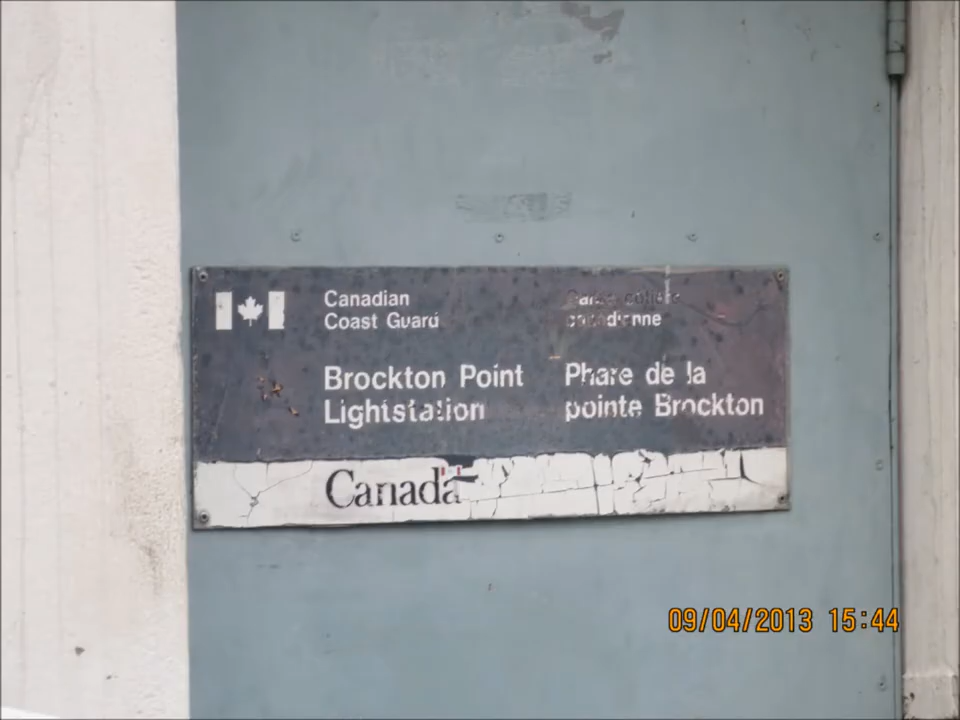 Canadian
Coast Guard
Garde côtière
canadienne
Brockton Point
Lightstation
Phare de la
pointe Brockton
Canada
09/04/2013 15:44